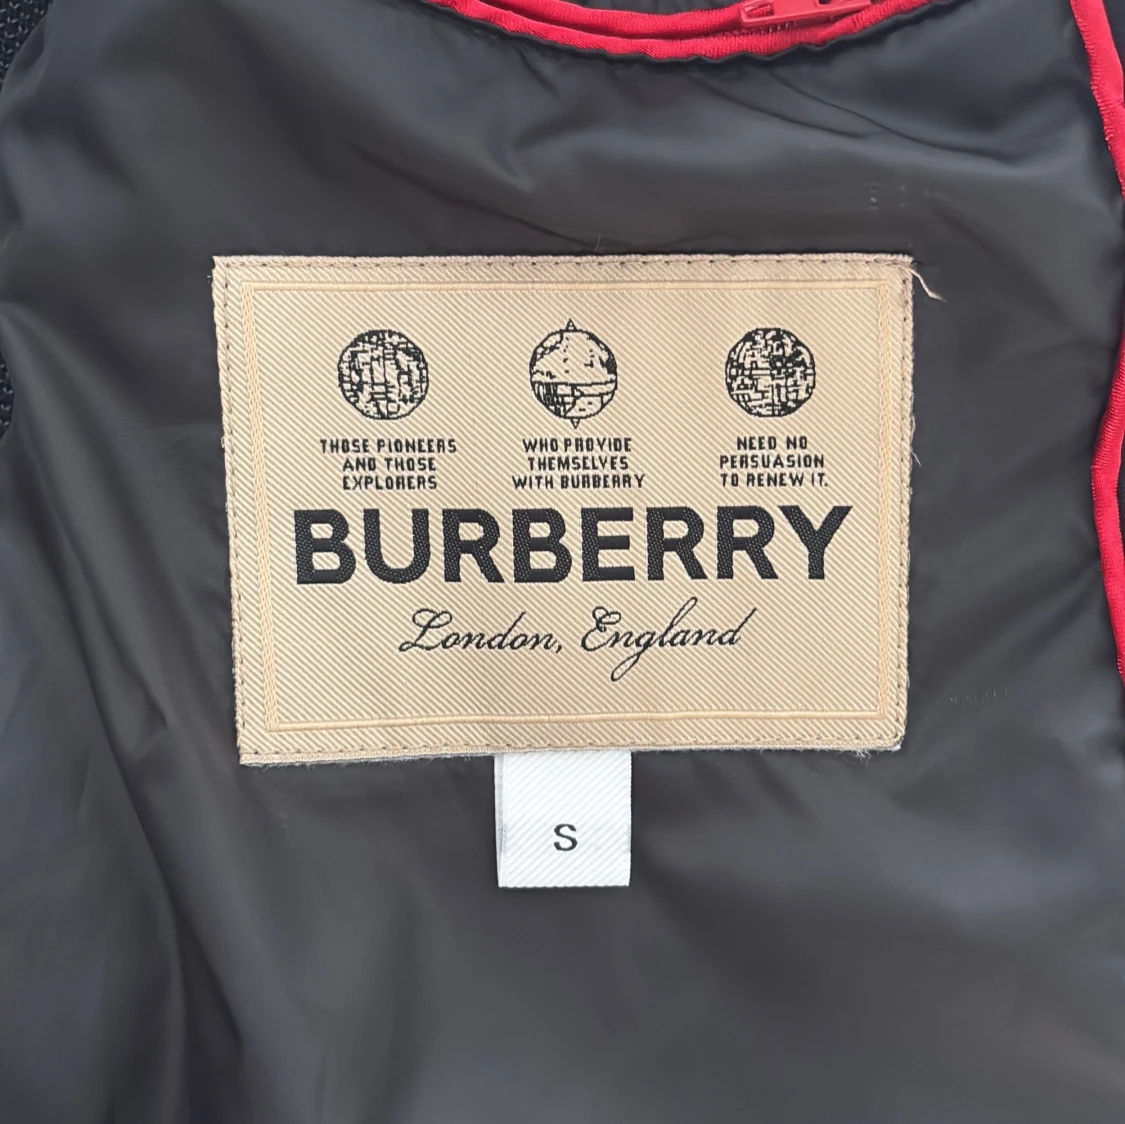 THOSE PIONEERS
AND THOSE
EXPLORERS
WHO PROVIDE
THEMSELVES
WITH BURBERRY
NEED NO
PERSUASION
TO RENEW IT.
BURBERRY
London, England
S